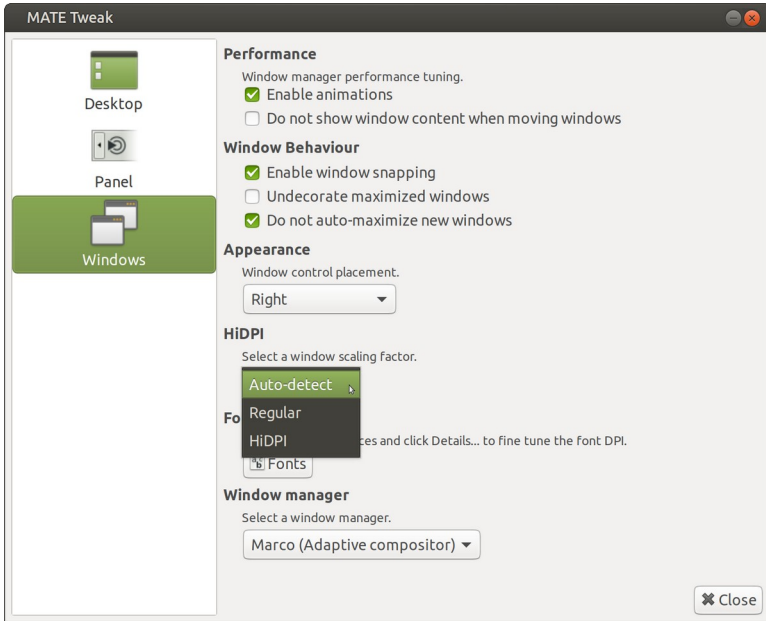 MATE Tweak
Desktop
Panel
Windows
Performance
Window manager performance tuning.
Enable animations
Do not show window content when moving windows
Window Behaviour
Enable window snapping
Undecorate maximized windows
Do not auto-maximize new windows
Appearance
Window control placement.
Right
HiDPI
Select a window scaling factor.
Auto-detect
Regular
HiDPI
and click Details... to fine tune the font DPI.
Fonts
Window manager
Select a window manager.
Marco (Adaptive compositor)
Close